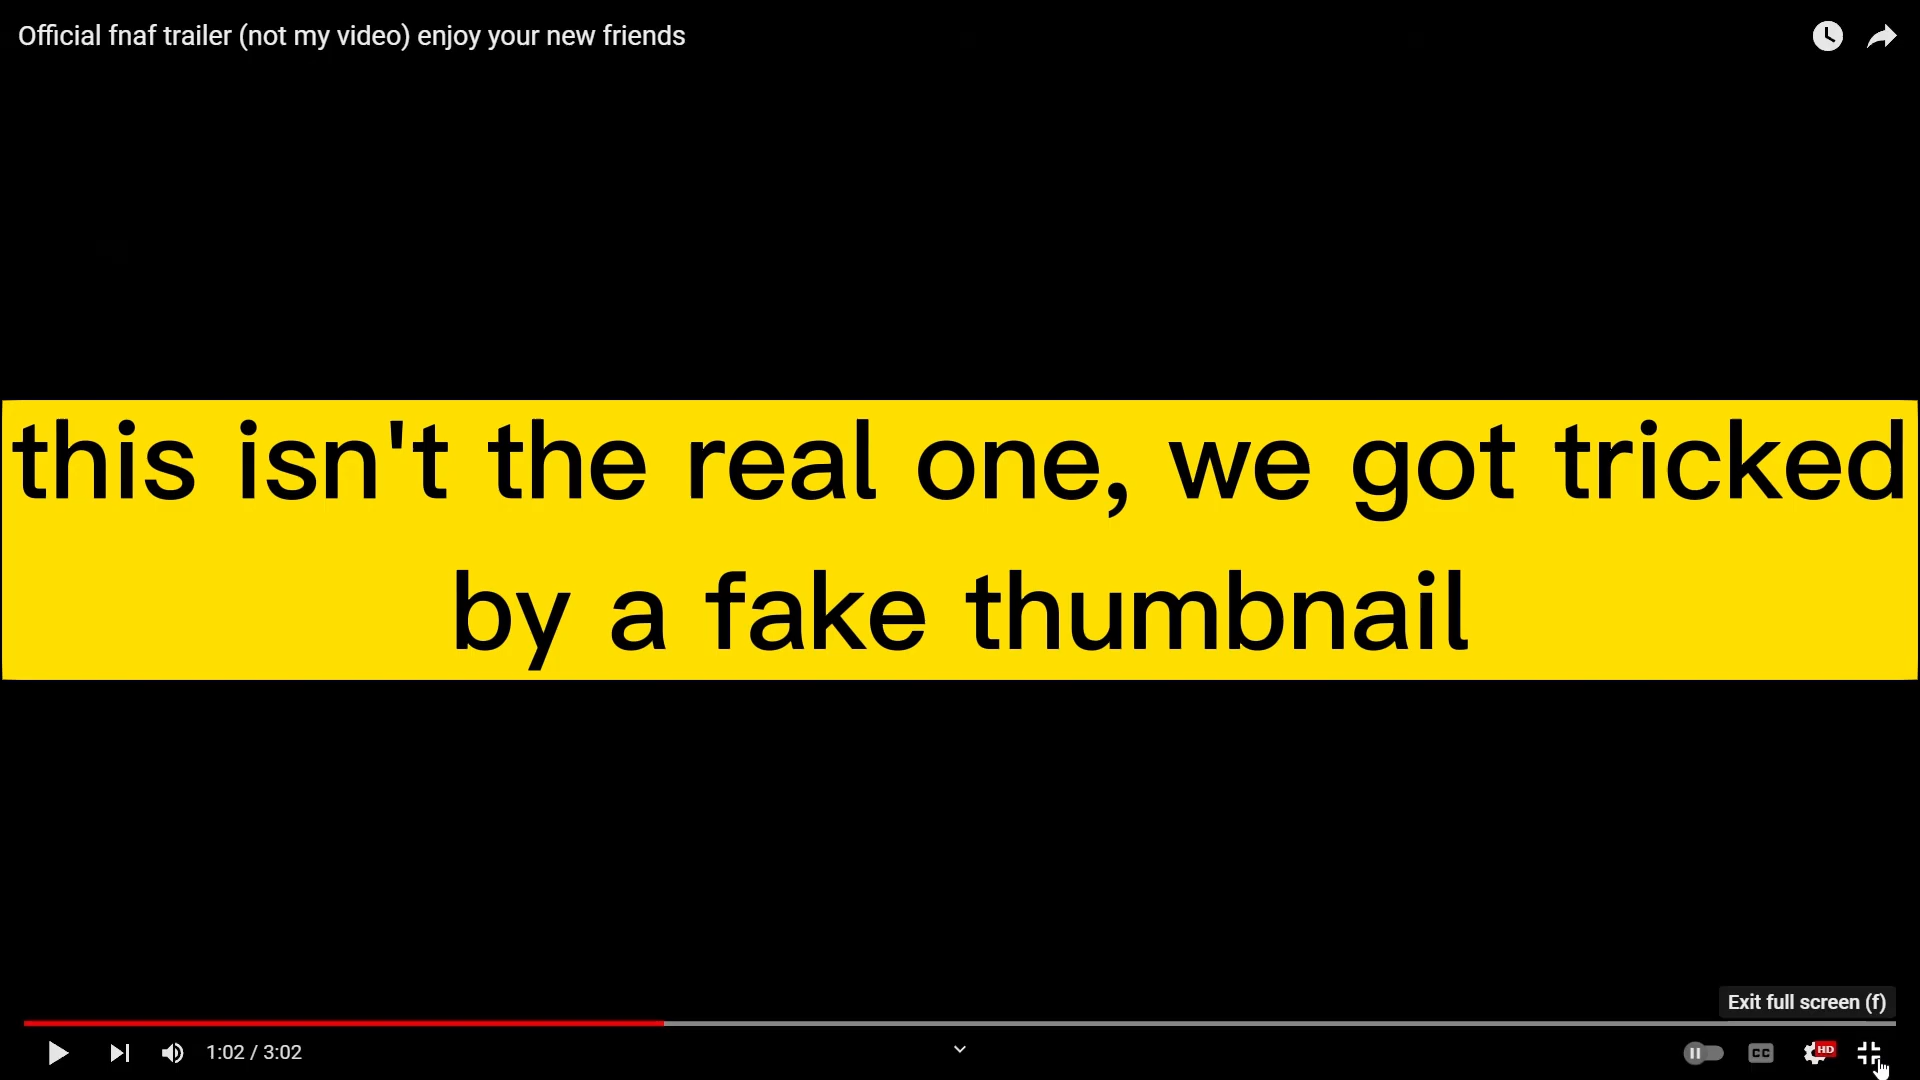 Official fnaf trailer (not my video) enjoy your new friends
this isn't the real one, we got tricked
by a fake thumbnail
Exit full screen (f)
1:02 / 3:02
CC
HD